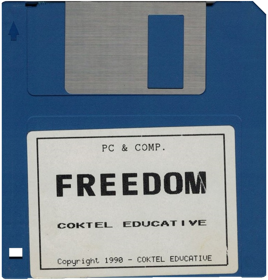 PC & COMP.
FREEDOM
COKTEL EDUCATIVE
Copyright 1990 - COKTEL EDUCATIVE